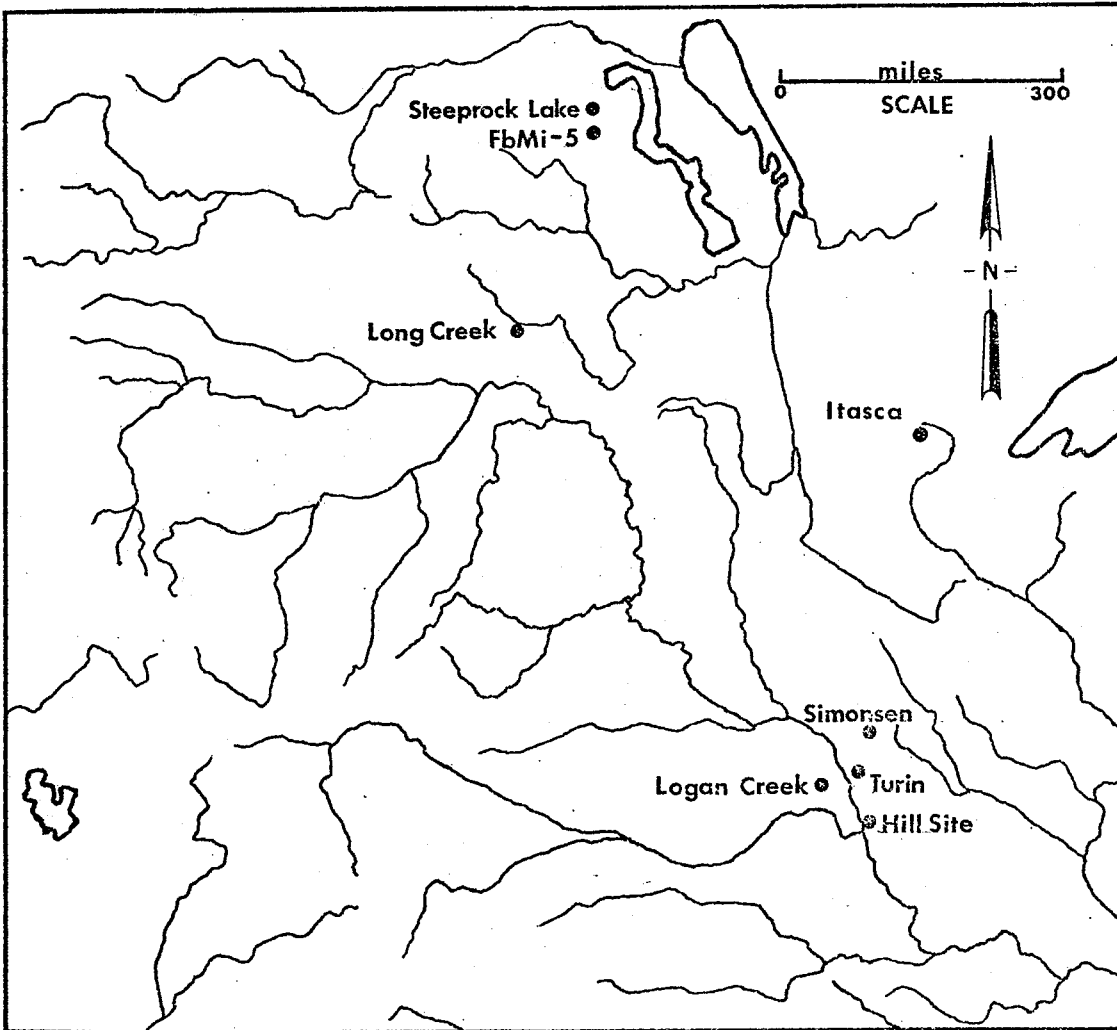 miles
0 300
SCALE
Steeprock Lake
FbMi-5
-N-
Long Creek
Itasca
Simonsen
Logan Creek
Turin
Hill Site